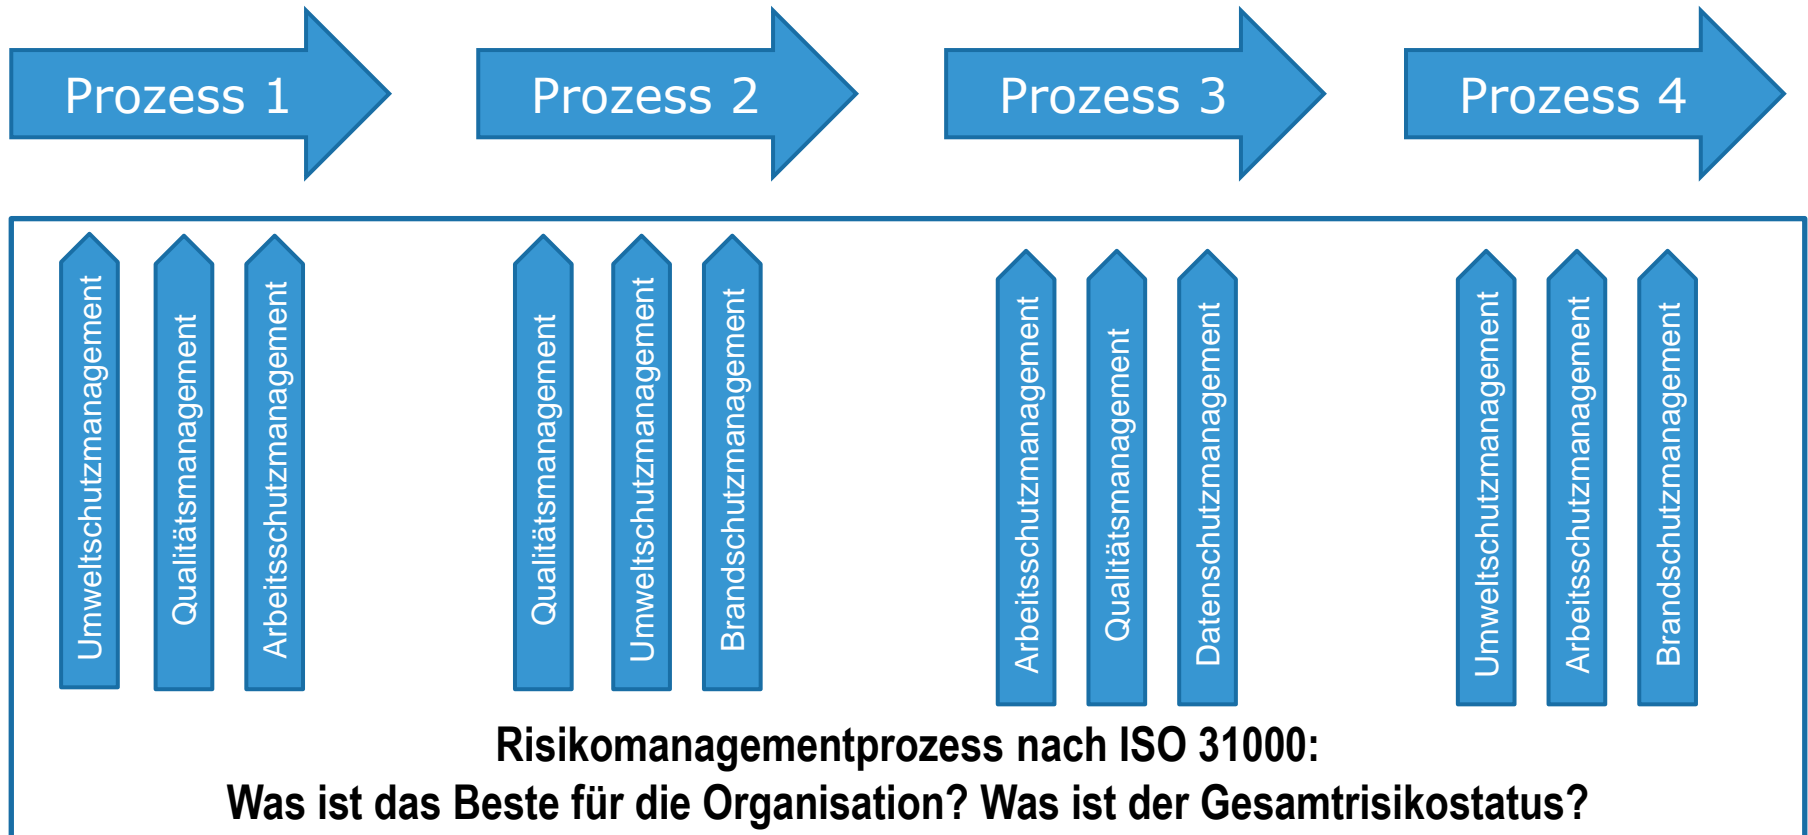 Prozess 1
Prozess 2
Prozess 3
Prozess 4
Umweltschutzmanagement
Qualitätsmanagement
Arbeitsschutzmanagement
Qualitätsmanagement
Umweltschutzmanagement
Brandschutzmanagement
Arbeitsschutzmanagement
Qualitätsmanagement
Datenschutzmanagement
Umweltschutzmanagement
Arbeitsschutzmanagement
Brandschutzmanagement
Risikomanagementprozess nach ISO 31000:
Was ist das Beste für die Organisation? Was ist der Gesamtrisikostatus?